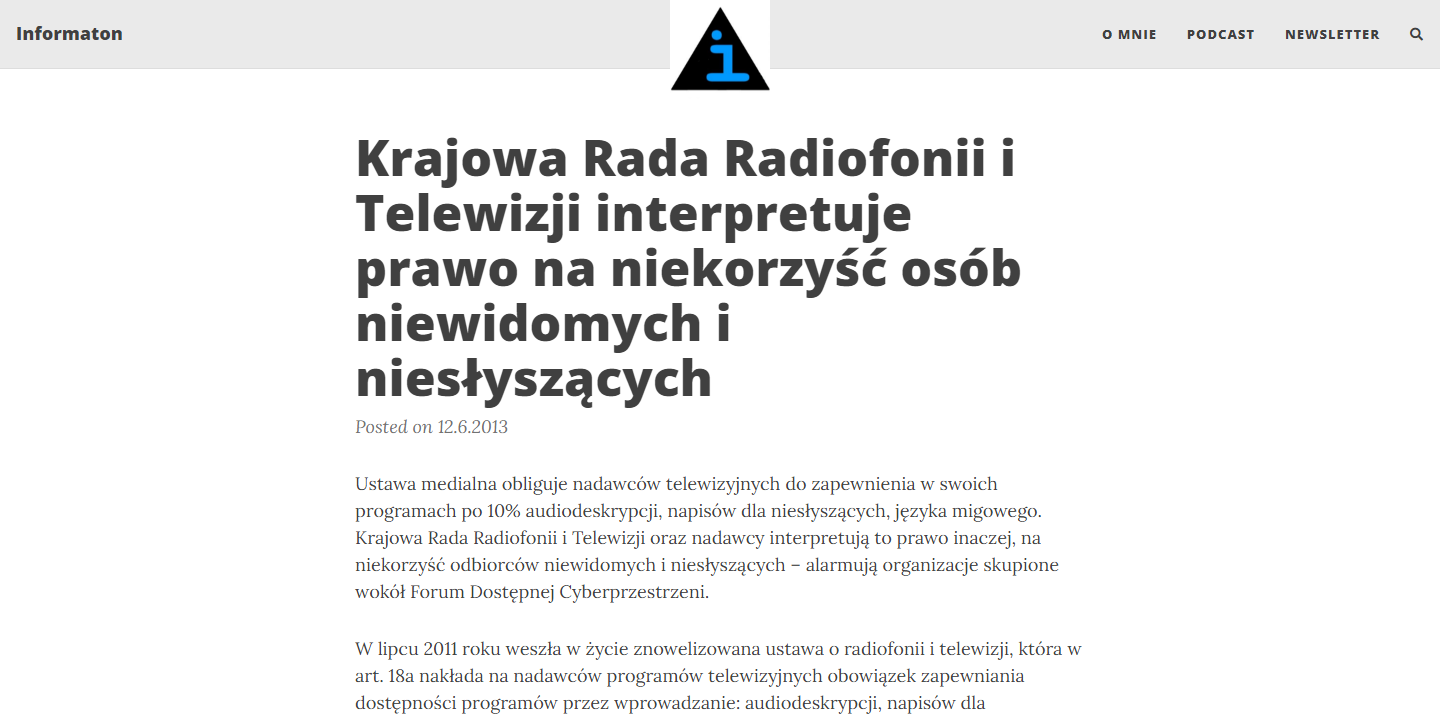 Informaton
i
O MNIE
PODCAST
NEWSLETTER
Krajowa Rada Radiofonii i
Telewizji interpretuje
prawo na niekorzyść osób
niewidomych i
niesłyszących
Posted on 12.6.2013
Ustawa medialna obliguje nadawców telewizyjnych do zapewnienia w swoich
programach po 10% audiodeskrypcji, napisów dla niesłyszących, języka migowego.
Krajowa Rada Radiofonii i Telewizji oraz nadawcy interpretują to prawo inaczej, na
niekorzyść odbiorców niewidomych i niesłyszących – alarmują organizacje skupione
wokół Forum Dostępnej Cyberprzestrzeni.
W lipcu 2011 roku weszła w życie znowelizowana ustawa o radiofonii i telewizji, która w
art. 18a nakłada na nadawców programów telewizyjnych obowiązek zapewniania
dostępności programów przez wprowadzanie: audiodeskrypcji, napisów dla